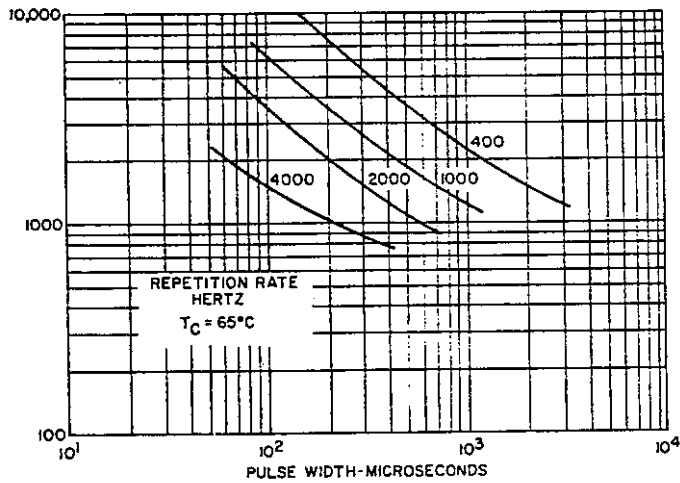 10,000
1000
100
400
1000
2000
4000
REPETITION RATE
HERTZ
T_C = 65°C
10¹
10²
10³
10⁴
PULSE WIDTH-MICROSECONDS